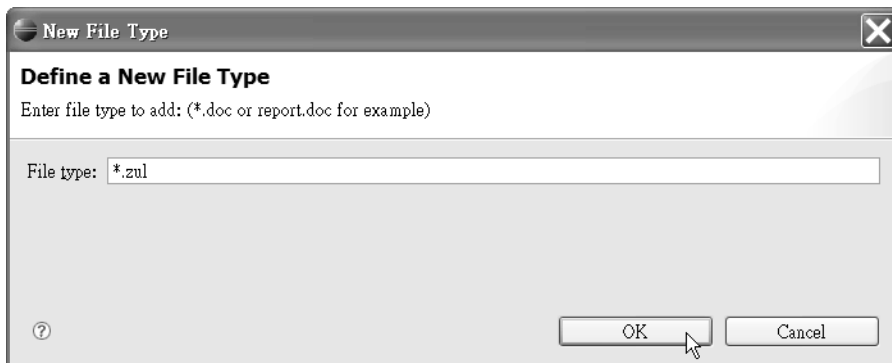 New File Type
Define a New File Type
Enter file type to add: (*.doc or report.doc for example)
File type: *.zul
OK Cancel